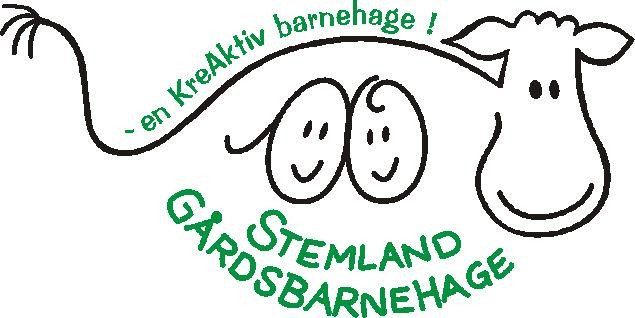 - en KreAktiv barnehage !
STEMLAND
GÅRDSBARNEHAGE